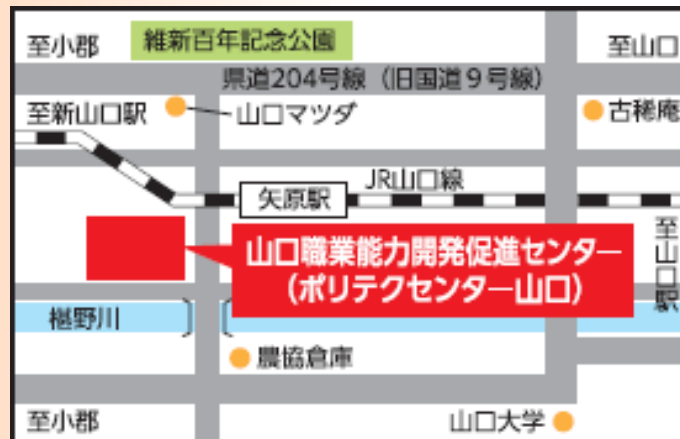 至小郡
維新百年記念公園
至山口
県道204号線（旧国道９号線）
至新山口駅
山口マツダ
古稀庵
JR山口線
矢原駅
山口職業能力開発促進センター
（ポリテクセンター山口）
至山口駅
椹野川
農協倉庫
至小郡
山口大学